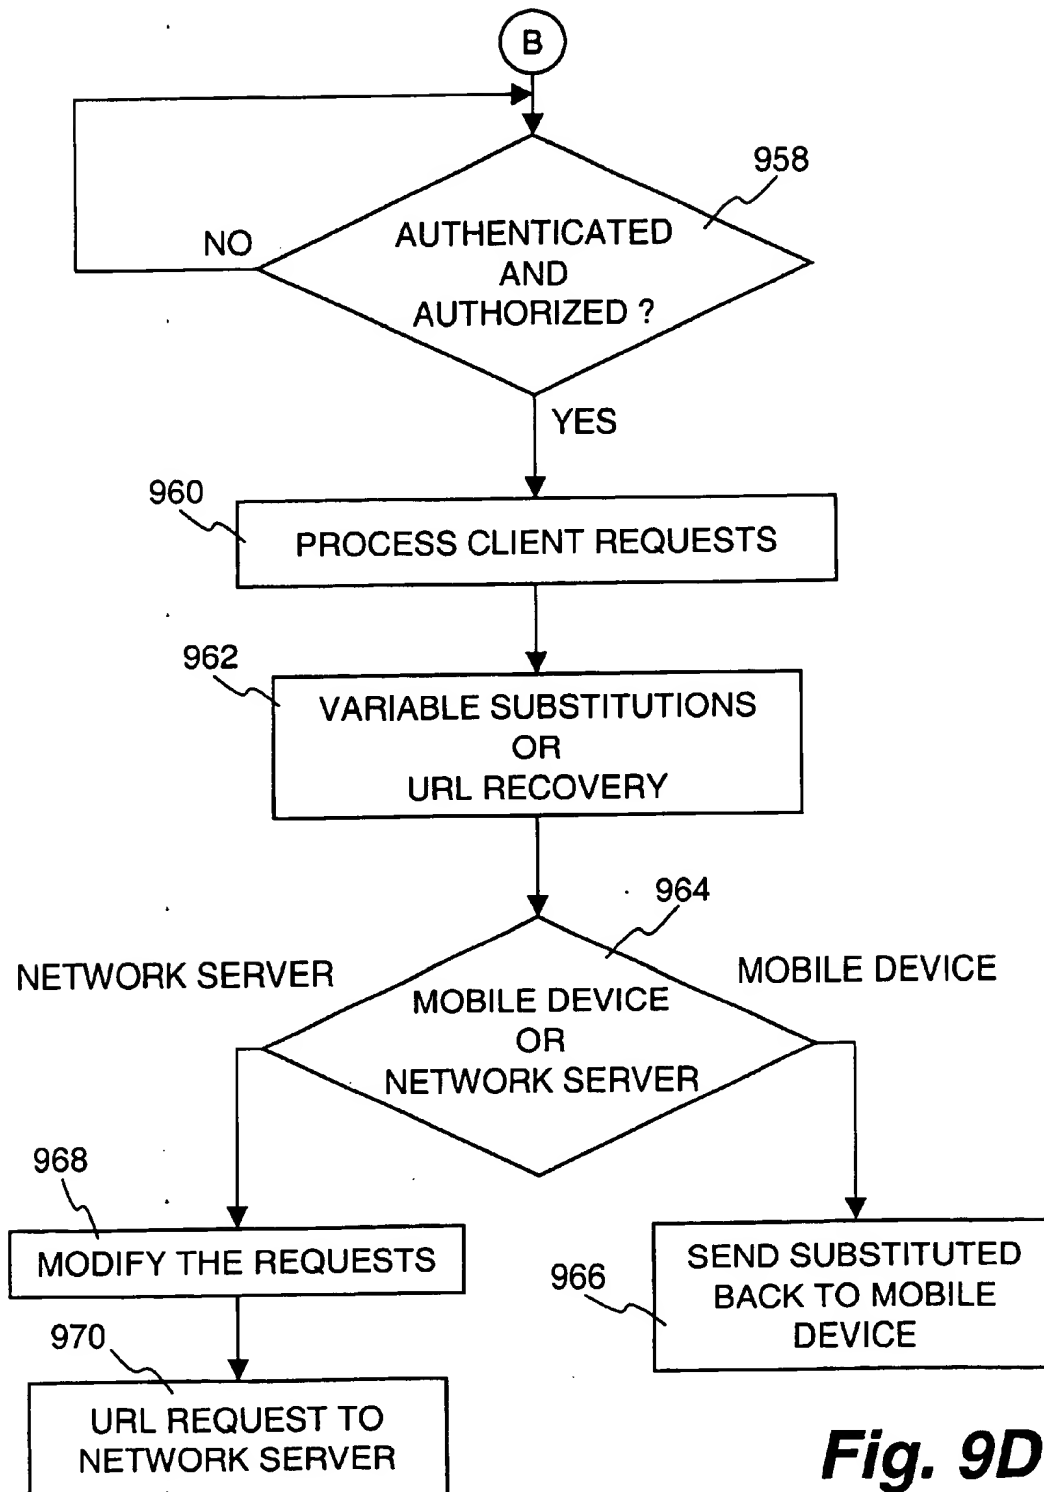 B
958
NO
AUTHENTICATED
AND
AUTHORIZED ?
YES
960
PROCESS CLIENT REQUESTS
962
VARIABLE SUBSTITUTIONS
OR
URL RECOVERY
964
NETWORK SERVER
MOBILE DEVICE
MOBILE DEVICE
OR
NETWORK SERVER
968
MODIFY THE REQUESTS
966
SEND SUBSTITUTED
BACK TO MOBILE
DEVICE
970
URL REQUEST TO
NETWORK SERVER
Fig. 9D